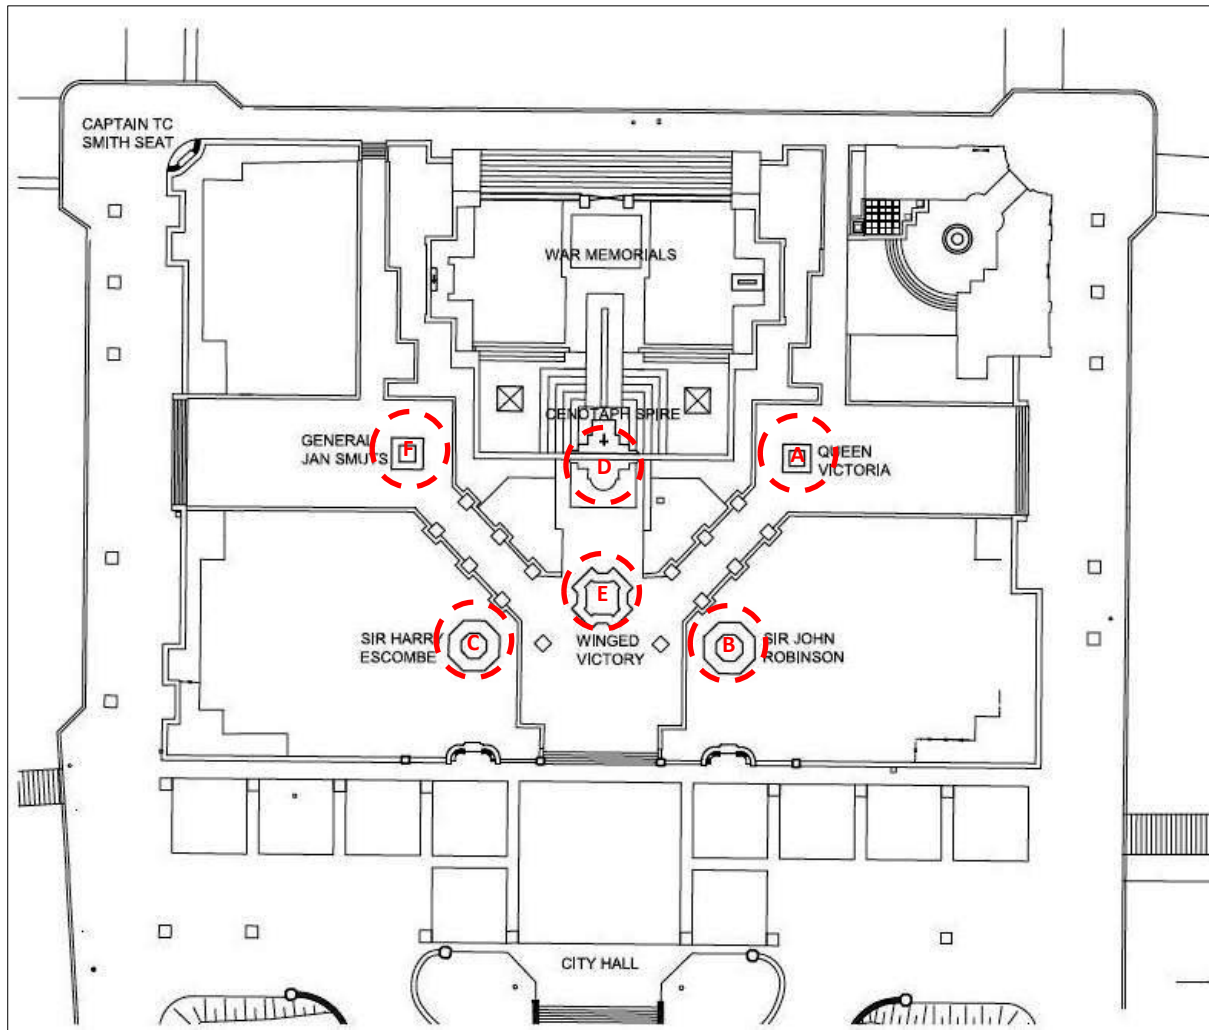 CAPTAIN TC
SMITH SEAT
WAR MEMORIALS
CENOTAPH SPIRE
GENERAL
JAN SMUTS
F
D
A
QUEEN
VICTORIA
E
SIR HARRY
ESCOMBE
C
WINGED
VICTORY
B
SIR JOHN
ROBINSON
CITY HALL